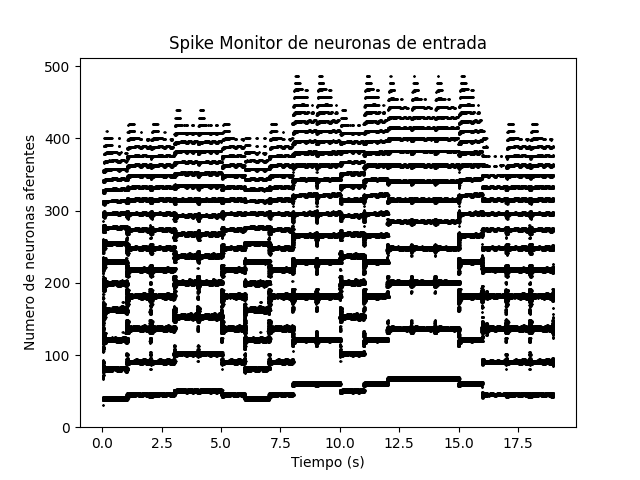 Spike Monitor de neuronas de entrada
Numero de neuronas aferentes
500
400
300
200
100
0
0.0 2.5 5.0 7.5 10.0 12.5 15.0 17.5
Tiempo (s)